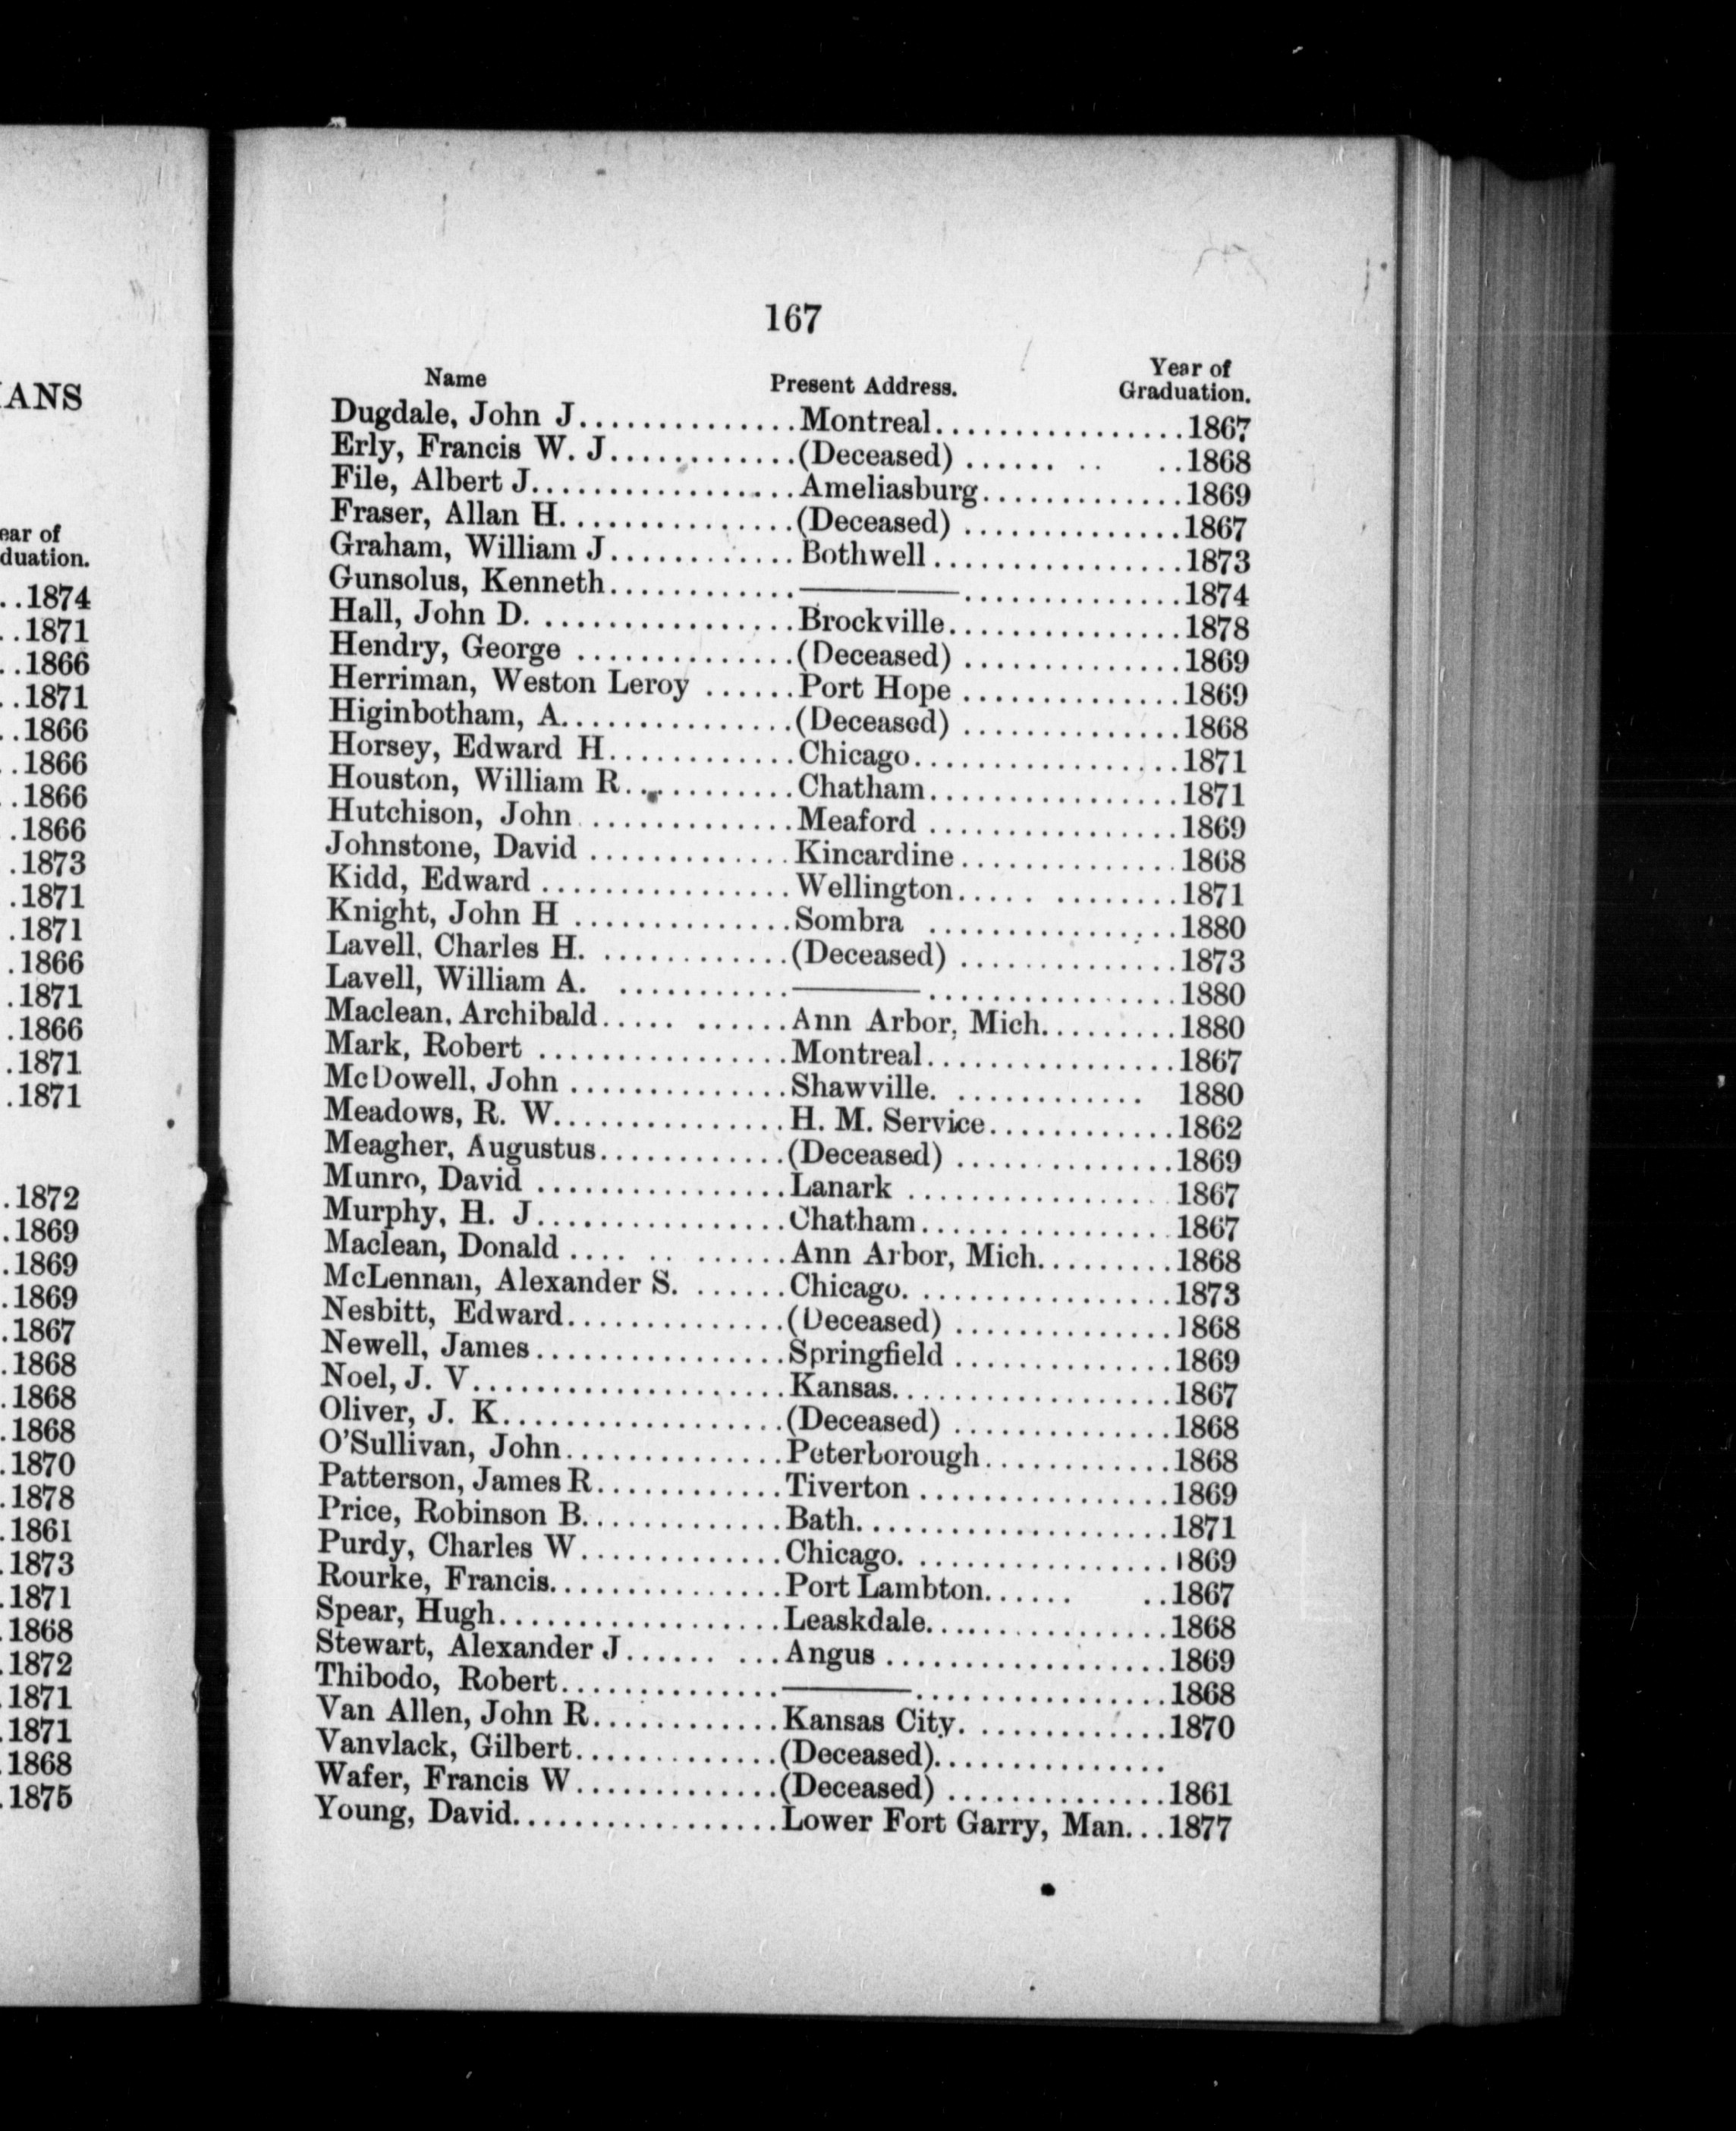 IANS
ear of
duation.
..1874
..1871
..1866
..1871
..1866
..1866
..1866
.1866
.1873
.1871
.1871
.1866
.1871
.1866
.1871
.1871
.1872
.1869
.1869
.1869
.1867
.1868
.1868
.1868
.1870
.1878
.1861
.1873
.1871
.1868
.1872
.1871
.1871
.1868
.1875
167
Name Present Address. Year of Graduation.
Dugdale, John J...............Montreal.................1867
Erly, Francis W. J............(Deceased) ...... .. ..1868
File, Albert J..................Ameliasburg..............1869
Fraser, Allan H...............(Deceased) ...............1867
Graham, William J.............Bothwell.................1873
Gunsolus, Kenneth.............————...............1874
Hall, John D. ................Brockville................1878
Hendry, George ...............(Deceased) ...............1869
Herriman, Weston Leroy ......Port Hope ...............1869
Higinbotham, A...............(Deceased) ...............1868
Horsey, Edward H.............Chicago..................1871
Houston, William R...........Chatham.................1871
Hutchison, John ..............Meaford .................1869
Johnstone, David .............Kincardine...............1868
Kidd, Edward .................Wellington..... ........1871
Knight, John H ...............Sombra .................1880
Lavell, Charles H. ............(Deceased) ...............1873
Lavell, William A. ...........————.................1880
Maclean, Archibald..... ......Ann Arbor, Mich.........1880
Mark, Robert .................Montreal.................1867
McDowell, John ...............Shawville. ............ 1880
Meadows, R. W................H. M. Service.............1862
Meagher, Augustus.............(Deceased) ...............1869
Munro, David .................Lanark ................. 1867
Murphy, H. J..................Chatham.................1867
Maclean, Donald .... .. ......Ann Arbor, Mich.........1868
McLennan, Alexander S. ......Chicago. .................1873
Nesbitt, Edward...............(Deceased) ...............1868
Newell, James.................Springfield ...............1869
Noel, J. V.....................Kansas...................1867
Oliver, J. K...................(Deceased) ...............1868
O'Sullivan, John...............Peterborough.............1868
Patterson, James R.............Tiverton .................1869
Price, Robinson B..............Bath.....................1871
Purdy, Charles W..............Chicago. .................1869
Rourke, Francis................Port Lambton...... ..1867
Spear, Hugh...................Leaskdale.................1868
Stewart, Alexander J...... ...Angus ...................1869
Thibodo, Robert...............————.................1868
Van Allen, John R.............Kansas City. .............1870
Vanvlack, Gilbert..............(Deceased)................
Wafer, Francis W..............(Deceased) ...............1861
Young, David..................Lower Fort Garry, Man...1877